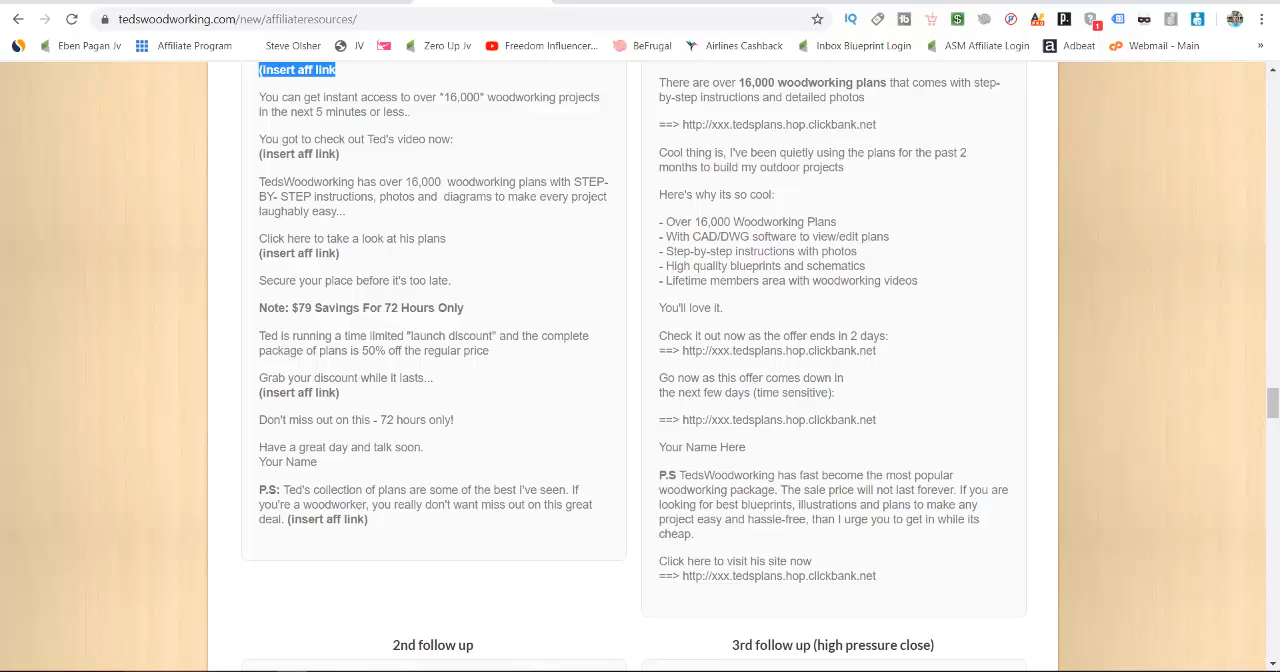 tedswoodworking.com/new/affiliateresources/
Eben Pagan Jv
Affiliate Program
Steve Olsher
JV
Zero Up Jv
Freedom Influencer...
BeFrugal
Airlines Cashback
Inbox Blueprint Login
ASM Affiliate Login
Adbeat
Webmail - Main
»
(insert aff link
You can get instant access to over *16,000* woodworking projects
in the next 5 minutes or less..
You got to check out Ted's video now:
(insert aff link)
TedsWoodworking has over 16,000 woodworking plans with STEP-
BY- STEP instructions, photos and diagrams to make every project
laughably easy...
Click here to take a look at his plans
(insert aff link)
Secure your place before it's too late.
Note: $79 Savings For 72 Hours Only
Ted is running a time limited "launch discount" and the complete
package of plans is 50% off the regular price
Grab your discount while it lasts...
(insert aff link)
Don't miss out on this - 72 hours only!
Have a great day and talk soon.
Your Name
P.S: Ted's collection of plans are some of the best I've seen. If
you're a woodworker, you really don't want miss out on this great
deal. (insert aff link)
There are over 16,000 woodworking plans that comes with step-
by-step instructions and detailed photos
==> http://xxx.tedsplans.hop.clickbank.net
Cool thing is, I've been quietly using the plans for the past 2
months to build my outdoor projects
Here's why its so cool:
- Over 16,000 Woodworking Plans
- With CAD/DWG software to view/edit plans
- Step-by-step instructions with photos
- High quality blueprints and schematics
- Lifetime members area with woodworking videos
You'll love it.
Check it out now as the offer ends in 2 days:
==> http://xxx.tedsplans.hop.clickbank.net
Go now as this offer comes down in
the next few days (time sensitive):
==> http://xxx.tedsplans.hop.clickbank.net
Your Name Here
P.S TedsWoodworking has fast become the most popular
woodworking package. The sale price will not last forever. If you are
looking for best blueprints, illustrations and plans to make any
project easy and hassle-free, than I urge you to get in while its
cheap.
Click here to visit his site now
==> http://xxx.tedsplans.hop.clickbank.net
2nd follow up
3rd follow up (high pressure close)